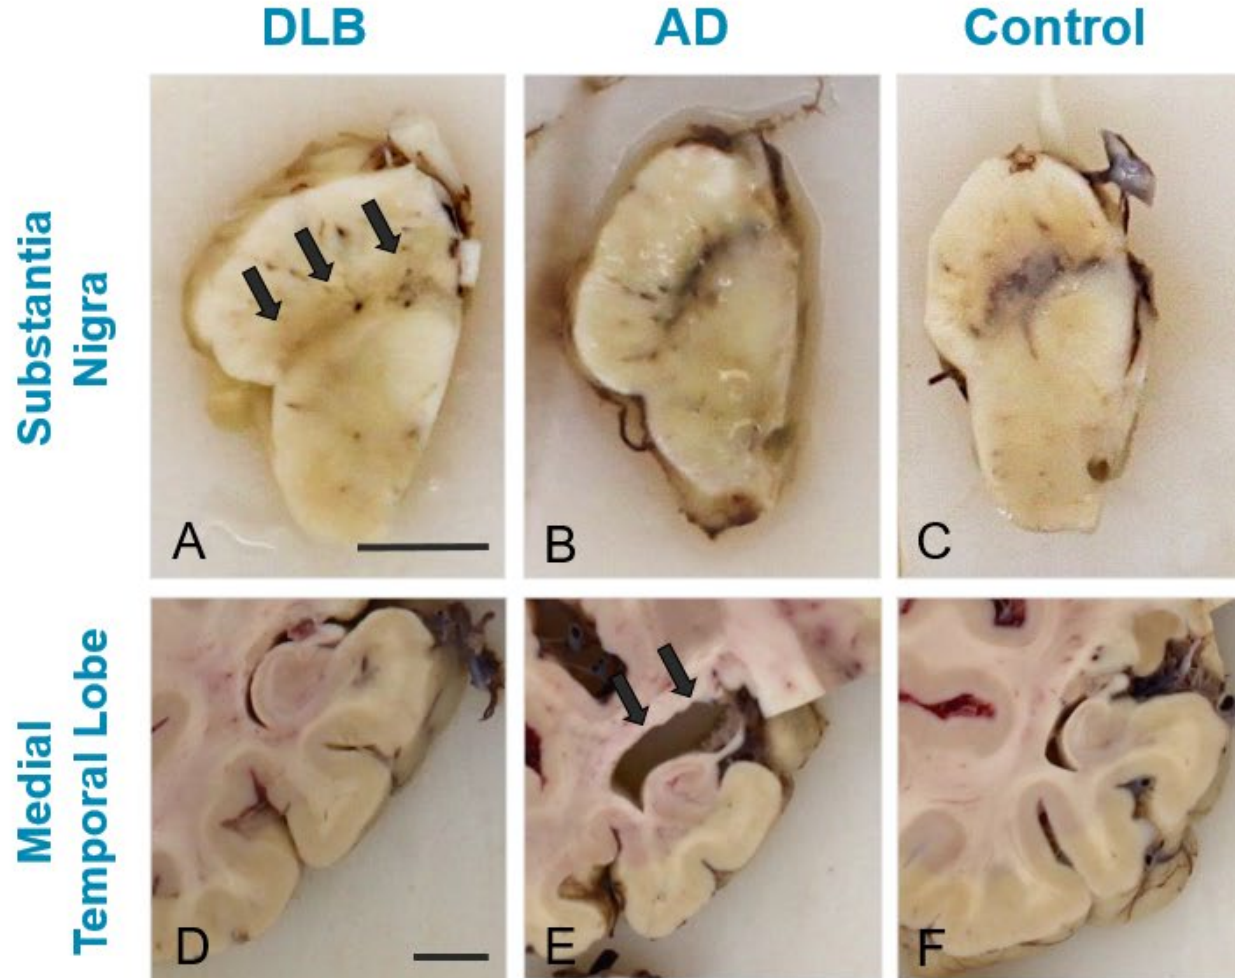 DLB AD Control
Substantia
Nigra
A B C
Medial
Temporal Lobe
D E F